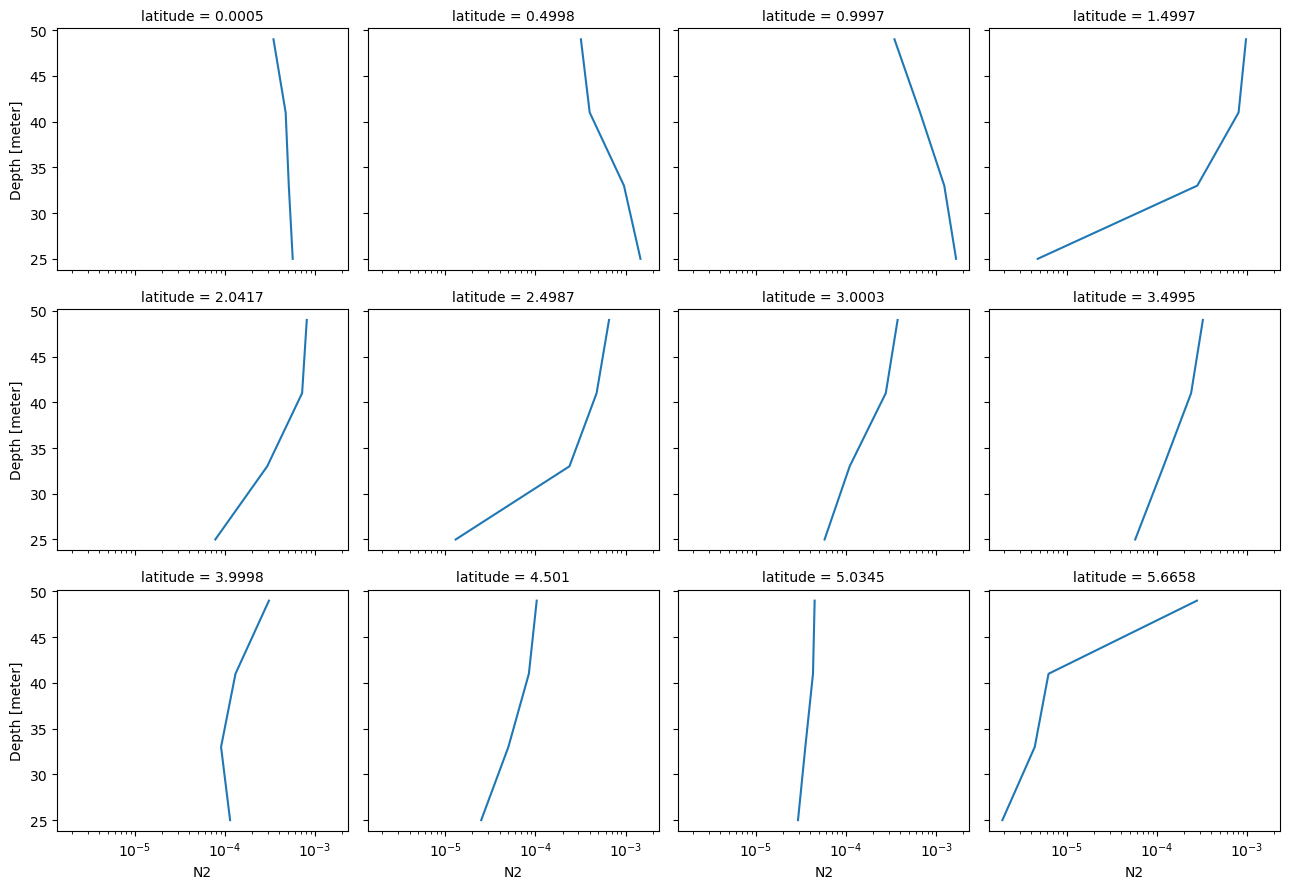 latitude = 0.0005 latitude = 0.4998 latitude = 0.9997 latitude = 1.4997
50
45
40
35
30
25
Depth [meter]
latitude = 2.0417 latitude = 2.4987 latitude = 3.0003 latitude = 3.4995
50
45
40
35
30
25
Depth [meter]
latitude = 3.9998 latitude = 4.501 latitude = 5.0345 latitude = 5.6658
50
45
40
35
30
25
Depth [meter]
10⁻⁵ 10⁻⁴ 10⁻³ 10⁻⁵ 10⁻⁴ 10⁻³ 10⁻⁵ 10⁻⁴ 10⁻³ 10⁻⁵ 10⁻⁴ 10⁻³
N2 N2 N2 N2